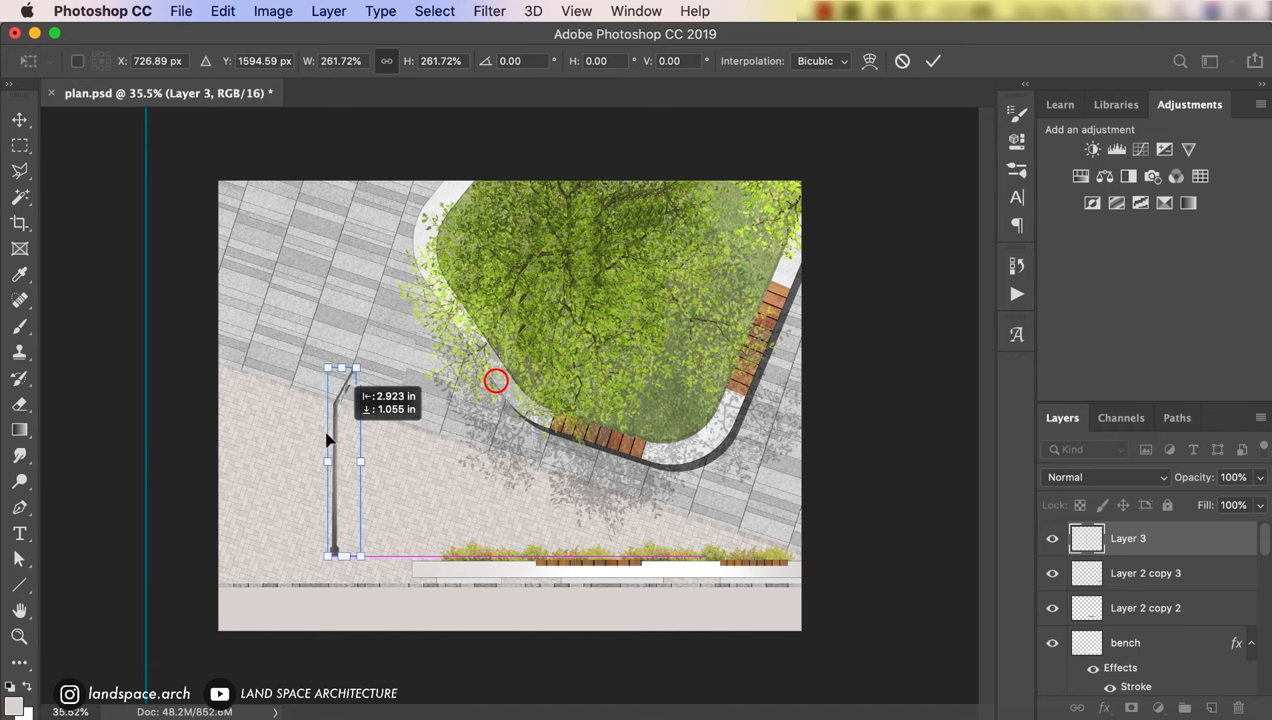 Photoshop CC File Edit Image Layer Type Select Filter 3D View Window Help
Adobe Photoshop CC 2019
X: 726.89 px Y: 1594.59 px W: 261.72% H: 261.72% 0.00 ° H: 0.00 ° V: 0.00 ° Interpolation: Bicubic
plan.psd @ 35.5% (Layer 3, RGB/16) *
Learn Libraries Adjustments
Add an adjustment
: 2.923 in
: 1.055 in
Layers Channels Paths
Kind
Normal Opacity: 100%
Lock: Fill: 100%
Layer 3
Layer 2 copy 3
Layer 2 copy 2
bench fx
Effects
Stroke
landspace.arch LAND SPACE ARCHITECTURE
35.52% Doc: 48.2M/852.6M